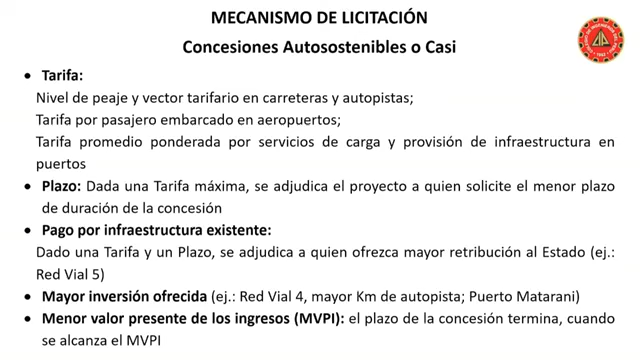 MECANISMO DE LICITACIÓN
Concesiones Autosostenibles o Casi
• Tarifa:
Nivel de peaje y vector tarifario en carreteras y autopistas;
Tarifa por pasajero embarcado en aeropuertos;
Tarifa promedio ponderada por servicios de carga y provisión de infraestructura en
puertos
• Plazo: Dada una Tarifa máxima, se adjudica el proyecto a quien solicite el menor plazo
de duración de la concesión
• Pago por infraestructura existente:
Dado una Tarifa y un Plazo, se adjudica a quien ofrezca mayor retribución al Estado (ej.:
Red Vial 5)
• Mayor inversión ofrecida (ej.: Red Vial 4, mayor Km de autopista; Puerto Matarani)
• Menor valor presente de los ingresos (MVPI): el plazo de la concesión termina, cuando
se alcanza el MVPI